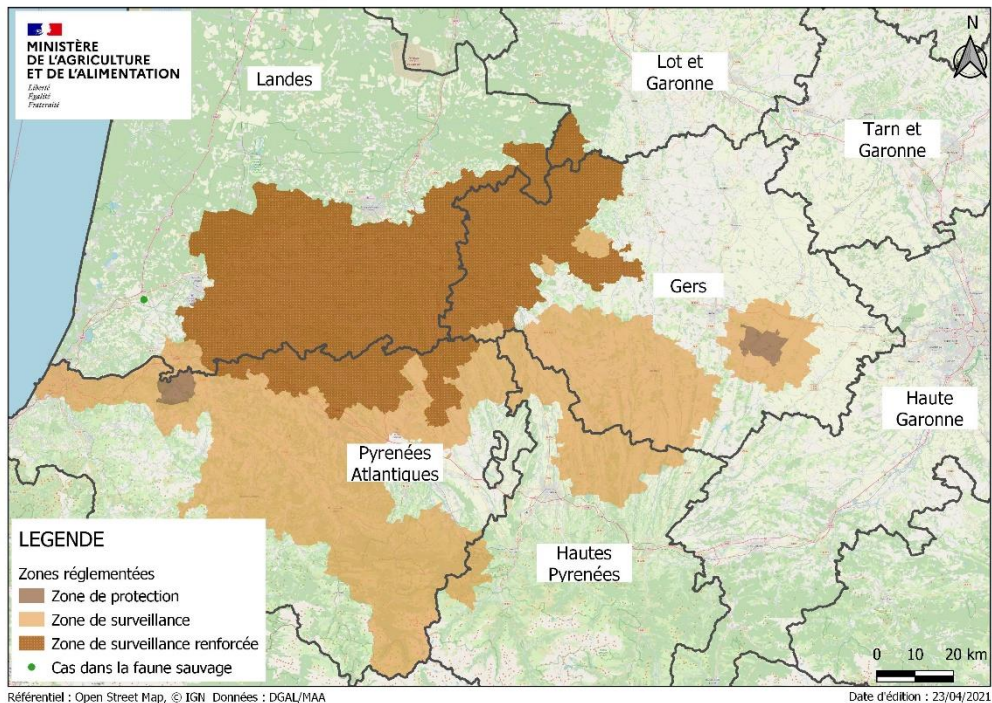 MINISTÈRE
DE L'AGRICULTURE
ET DE L'ALIMENTATION
Liberté
Égalité
Fraternité
N
Landes
Lot et
Garonne
Tarn et
Garonne
Gers
Haute
Garonne
Pyrénées
Atlantiques
Hautes
Pyrénées
LEGENDE
Zones réglementées
Zone de protection
Zone de surveillance
Zone de surveillance renforcée
Cas dans la faune sauvage
0 10 20 km
Référentiel : Open Street Map, © IGN Données : DGAL/MAA
Date d'édition : 23/04/2021